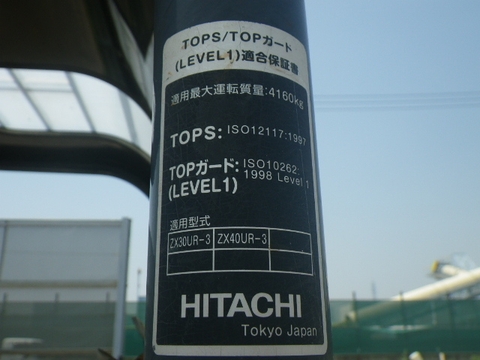 TOPS/TOPガード
(LEVEL1)適合保証書
適用最大運転質量:4160kg
TOPS: ISO12117:1997
TOPガード: ISO10262:
(LEVEL1) 1998 Level 1
適用型式
ZX30UR-3 ZX40UR-3
HITACHI
Tokyo Japan